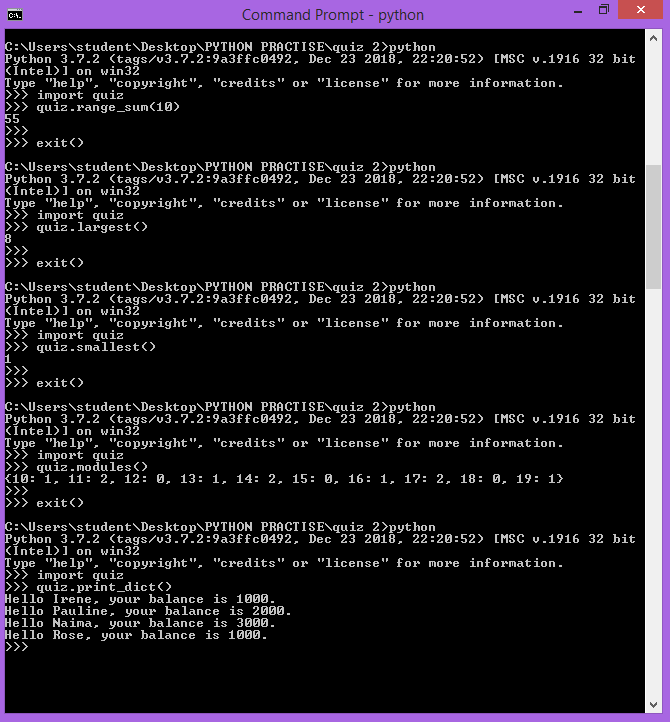 Command Prompt - python
C:\Users\student\Desktop\PYTHON PRACTISE\quiz 2>python
Python 3.7.2 (tags/v3.7.2:9a3ffc0492, Dec 23 2018, 22:20:52) [MSC v.1916 32 bit
(Intel)] on win32
Type "help", "copyright", "credits" or "license" for more information.
>>> import quiz
>>> quiz.range_sum(10)
55
>>>
>>> exit()
C:\Users\student\Desktop\PYTHON PRACTISE\quiz 2>python
Python 3.7.2 (tags/v3.7.2:9a3ffc0492, Dec 23 2018, 22:20:52) [MSC v.1916 32 bit
(Intel)] on win32
Type "help", "copyright", "credits" or "license" for more information.
>>> import quiz
>>> quiz.largest()
8
>>>
>>> exit()
C:\Users\student\Desktop\PYTHON PRACTISE\quiz 2>python
Python 3.7.2 (tags/v3.7.2:9a3ffc0492, Dec 23 2018, 22:20:52) [MSC v.1916 32 bit
(Intel)] on win32
Type "help", "copyright", "credits" or "license" for more information.
>>> import quiz
>>> quiz.smallest()
1
>>>
>>> exit()
C:\Users\student\Desktop\PYTHON PRACTISE\quiz 2>python
Python 3.7.2 (tags/v3.7.2:9a3ffc0492, Dec 23 2018, 22:20:52) [MSC v.1916 32 bit
(Intel)] on win32
Type "help", "copyright", "credits" or "license" for more information.
>>> import quiz
>>> quiz.modules()
{10: 1, 11: 2, 12: 0, 13: 1, 14: 2, 15: 0, 16: 1, 17: 2, 18: 0, 19: 1}
>>>
>>> exit()
C:\Users\student\Desktop\PYTHON PRACTISE\quiz 2>python
Python 3.7.2 (tags/v3.7.2:9a3ffc0492, Dec 23 2018, 22:20:52) [MSC v.1916 32 bit
(Intel)] on win32
Type "help", "copyright", "credits" or "license" for more information.
>>> import quiz
>>> quiz.print_dict()
Hello Irene, your balance is 1000.
Hello Pauline, your balance is 2000.
Hello Naima, your balance is 3000.
Hello Rose, your balance is 1000.
>>>